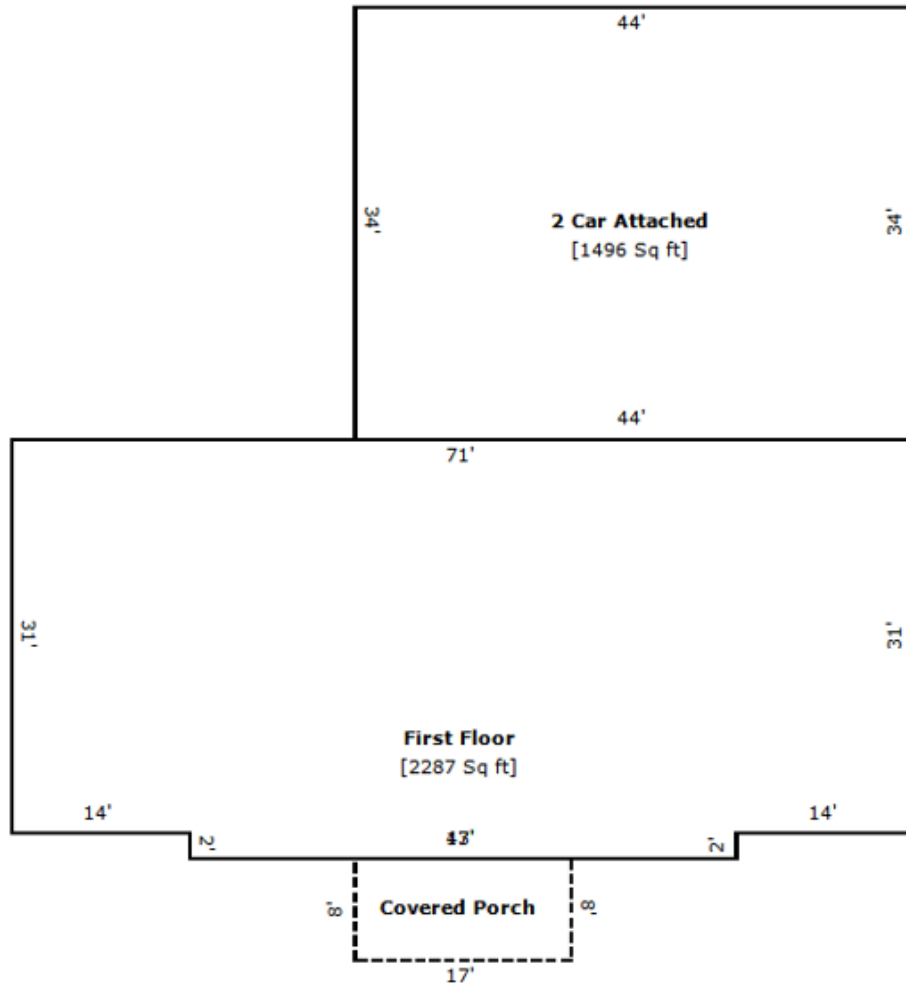 44'
34'
2 Car Attached
[1496 Sq ft]
34'
44'
71'
31'
31'
First Floor
[2287 Sq ft]
14'
14'
2'
2'
8'
Covered Porch
8'
17'